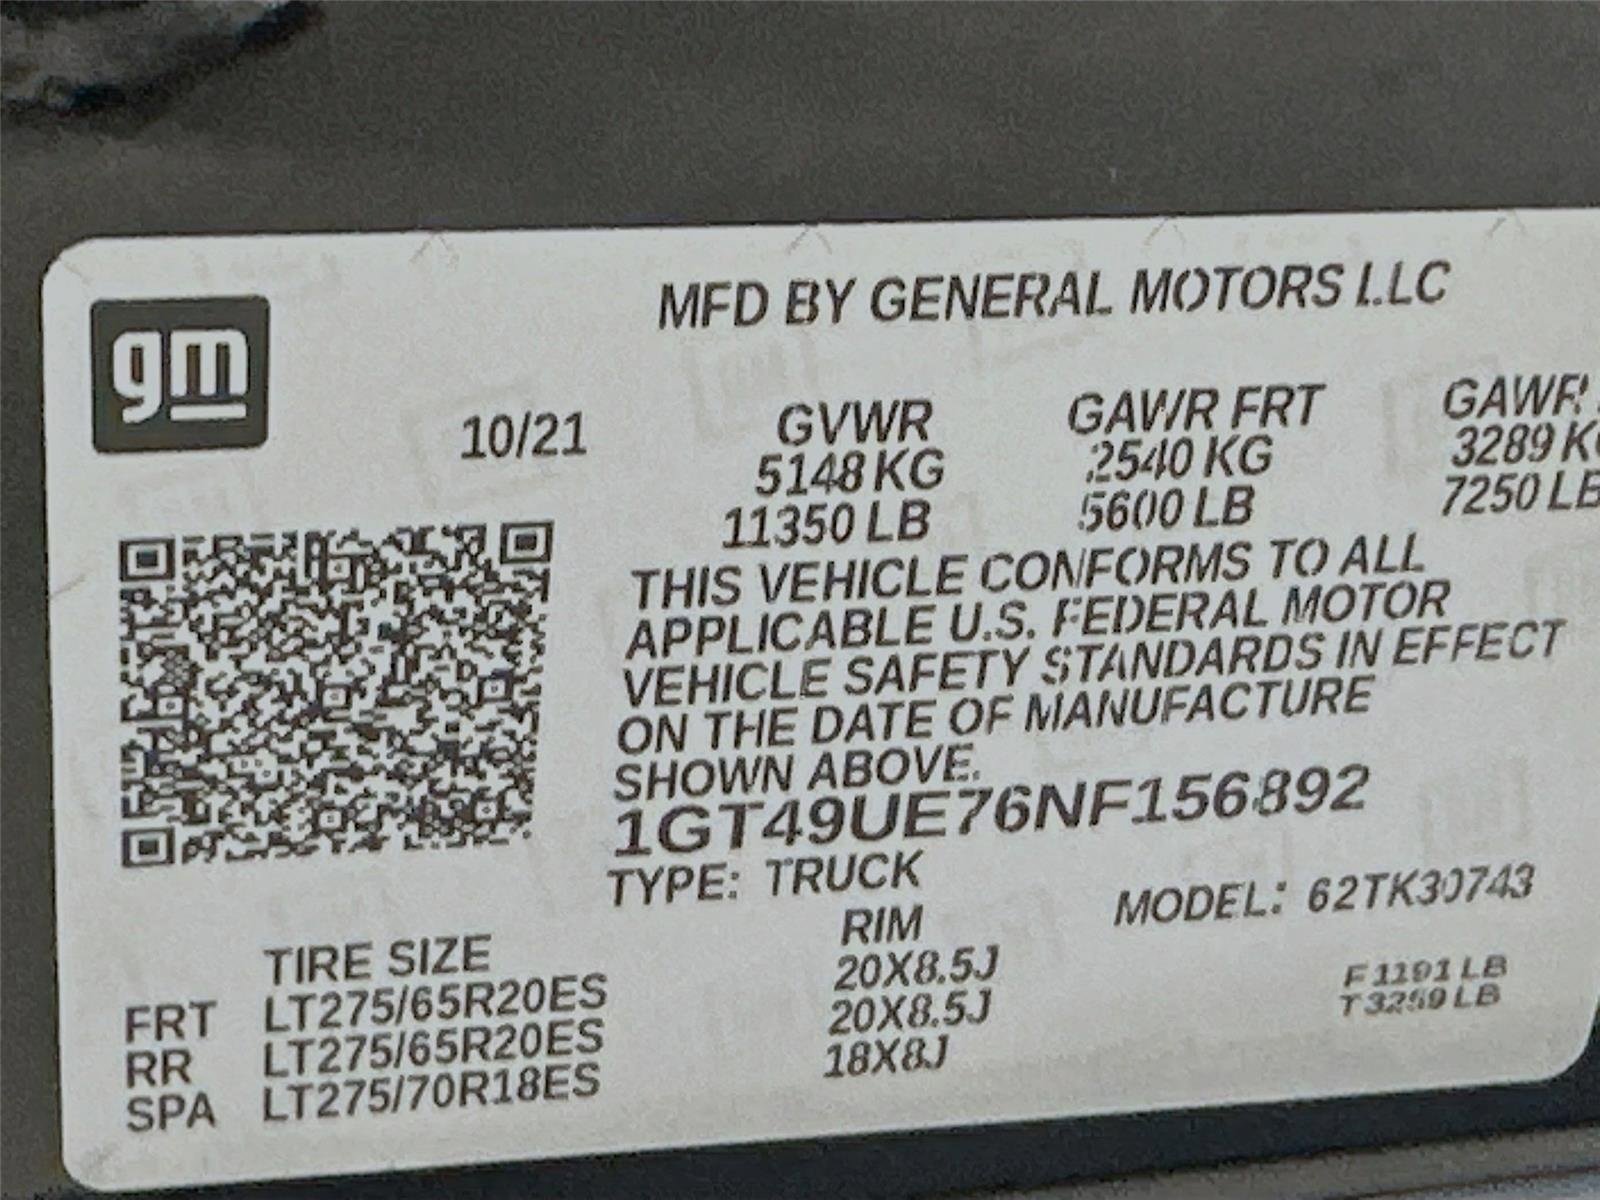 gm
MFD BY GENERAL MOTORS LLC
10/21
GVWR GAWR FRT GAWR
5148 KG 2540 KG 3289 KG
11350 LB 5600 LB 7250 LB
THIS VEHICLE CONFORMS TO ALL
APPLICABLE U.S. FEDERAL MOTOR
VEHICLE SAFETY STANDARDS IN EFFECT
ON THE DATE OF MANUFACTURE
SHOWN ABOVE.
1GT49UE76NF156892
TYPE: TRUCK MODEL: 62TK30743
TIRE SIZE RIM
FRT LT275/65R20ES 20X8.5J
RR LT275/65R20ES 20X8.5J
SPA LT275/70R18ES 18X8J
F 1191 LB
T 3259 LB